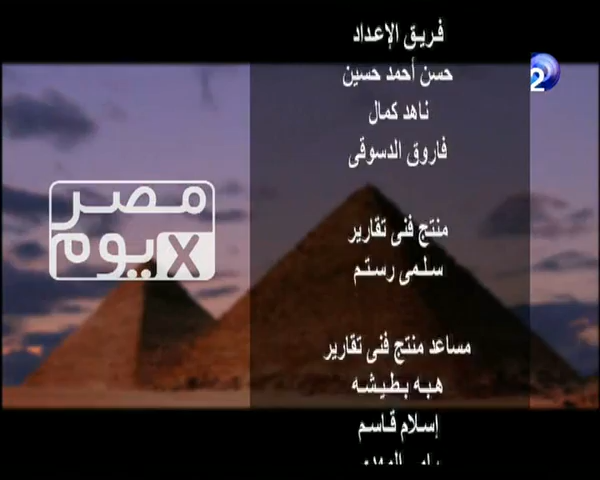 فريق الإعداد
2
حسن أحمد حسين
ناهد كمال
فاروق الدسوقى
مصر
x يوم
منتج فنى تقارير
سلمى رستم
مساعد منتج فنى تقارير
هبه بطيشه
إسلام قاسم